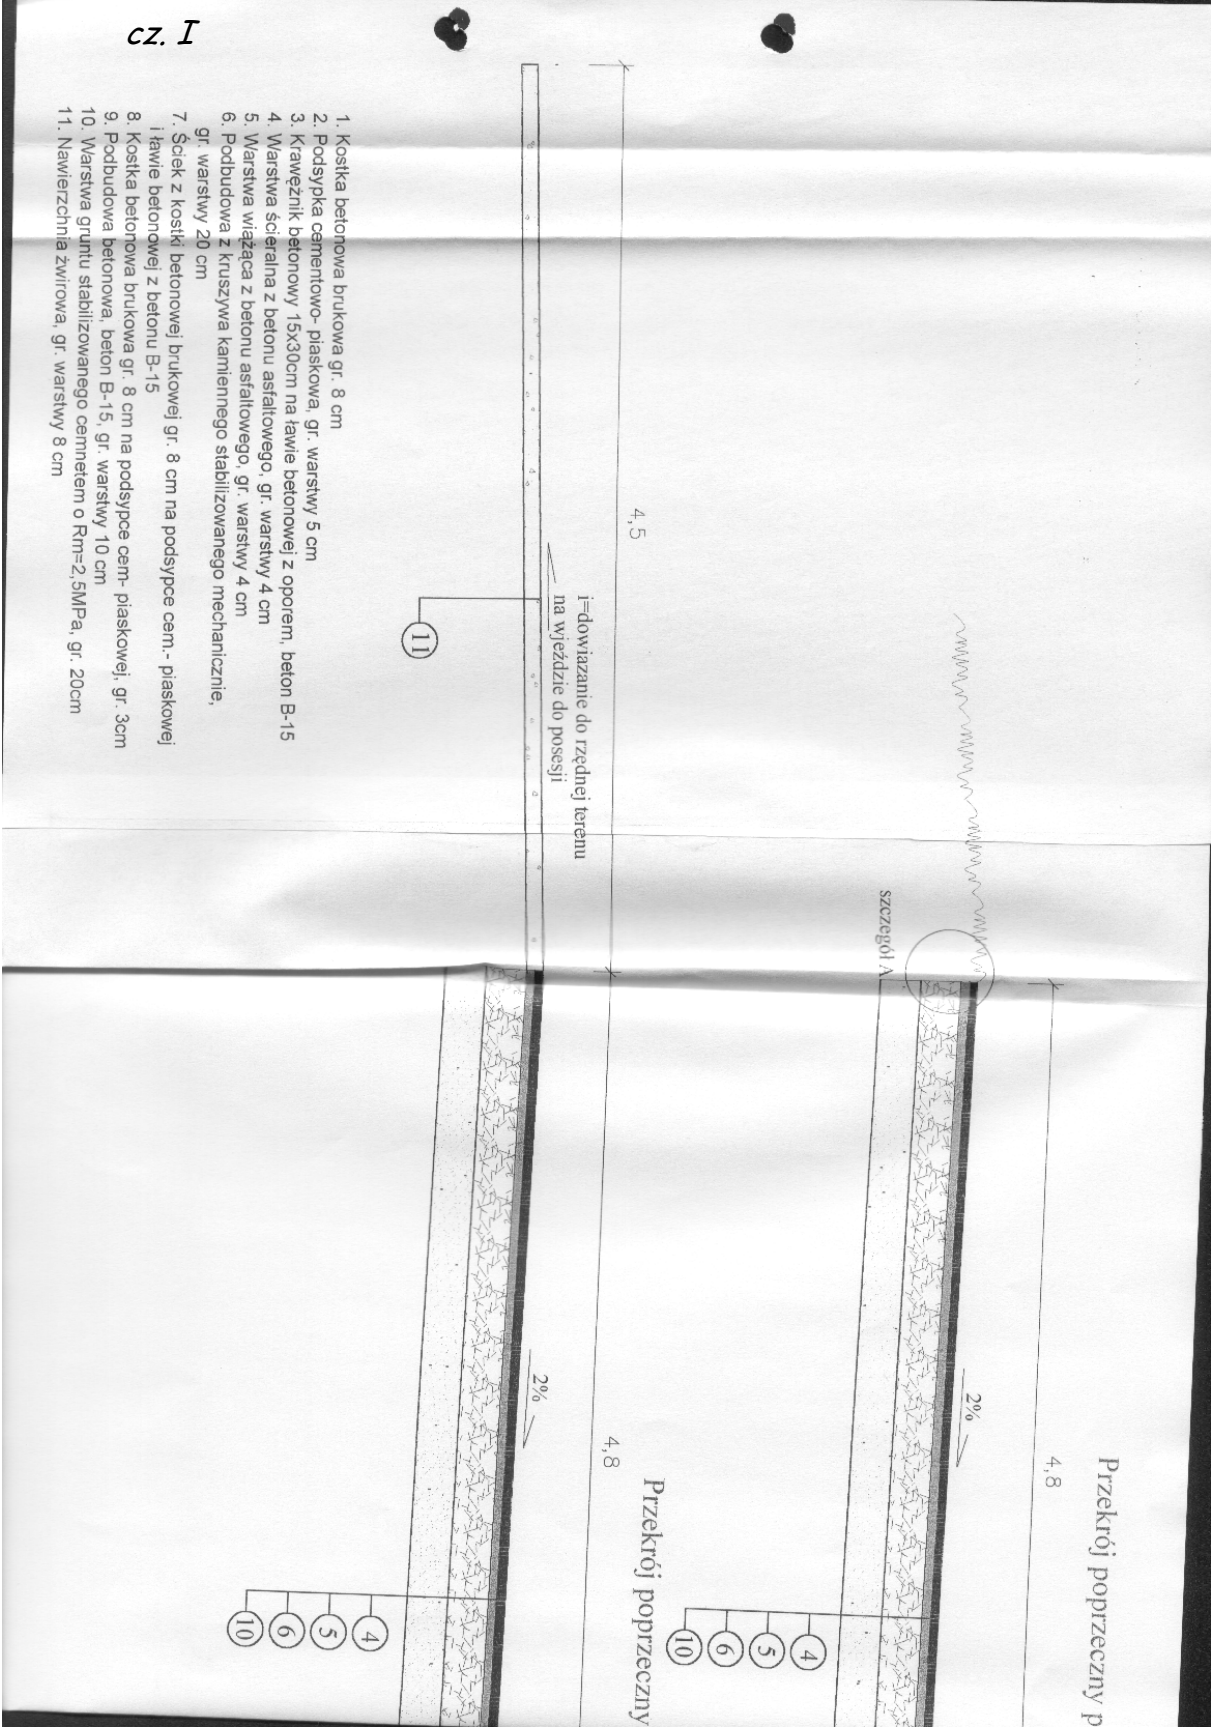 cz. I
Przekrój poprzeczny p
4,8
2%
szczegół A
4
5
6
10
Przekrój poprzeczny
4,5
4,8
i=dowiazanie do rzędnej terenu
na wjeździe do posesji
2%
11
4
5
6
10
1. Kostka betonowa brukowa gr. 8 cm
2. Podsypka cementowo- piaskowa, gr. warstwy 5 cm
3. Krawężnik betonowy 15x30cm na ławie betonowej z oporem, beton B-15
4. Warstwa ścieralna z betonu asfaltowego, gr. warstwy 4 cm
5. Warstwa wiążąca z betonu asfaltowego, gr. warstwy 4 cm
6. Podbudowa z kruszywa kamiennego stabilizowanego mechanicznie,
gr. warstwy 20 cm
7. Ściek z kostki betonowej brukowej gr. 8 cm na podsypce cem.- piaskowej
i ławie betonowej z betonu B-15
8. Kostka betonowa brukowa gr. 8 cm na podsypce cem- piaskowej, gr. 3cm
9. Podbudowa betonowa, beton B-15, gr. warstwy 10 cm
10. Warstwa gruntu stabilizowanego cemnetem o Rm=2,5MPa, gr. 20cm
11. Nawierzchnia żwirowa, gr. warstwy 8 cm